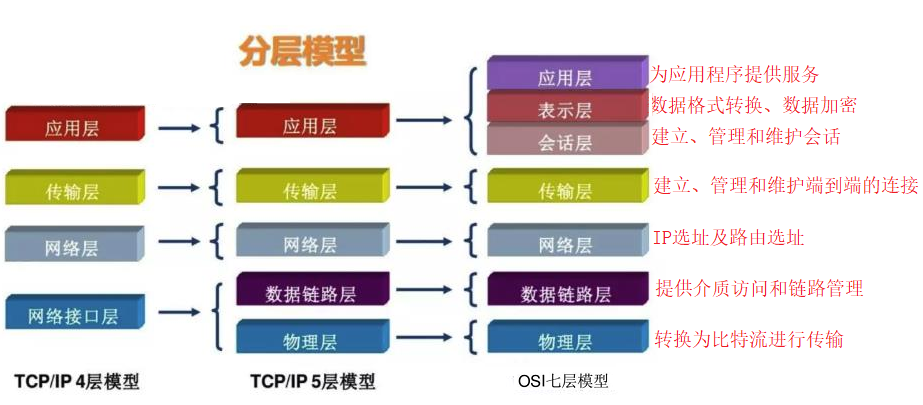 分层模型
应用层
应用层
应用层
为应用程序提供服务
表示层
数据格式转换、数据加密
会话层
建立、管理和维护会话
传输层
传输层
传输层
建立、管理和维护端到端的连接
网络层
网络层
网络层
IP选址及路由选址
网络接口层
数据链路层
数据链路层
提供介质访问和链路管理
物理层
物理层
转换为比特流进行传输
TCP/IP 4层模型
TCP/IP 5层模型
OSI七层模型